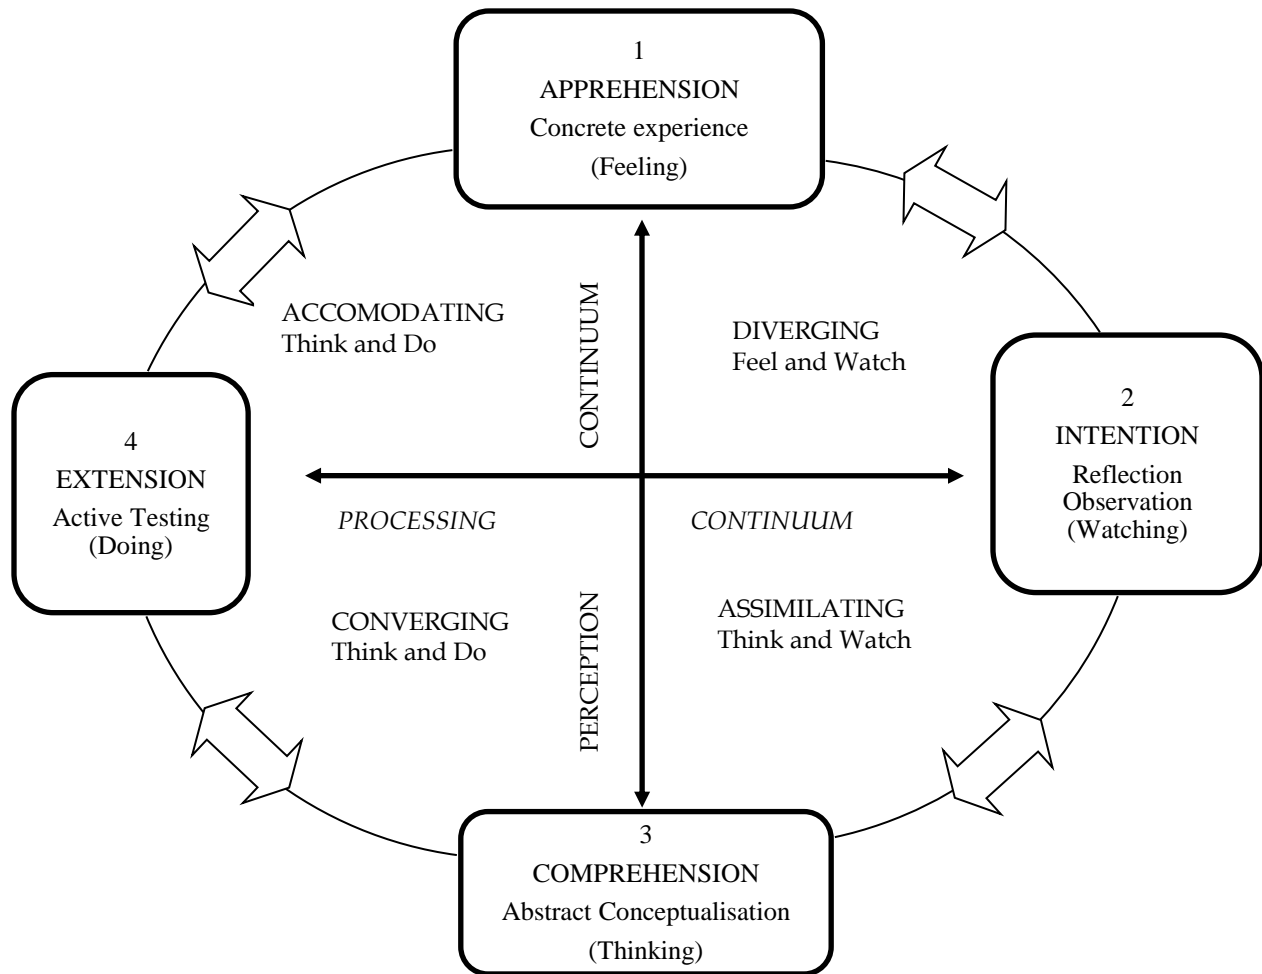 1
APPREHENSION
Concrete experience
(Feeling)
ACCOMODATING
Think and Do
CONTINUUM
DIVERGING
Feel and Watch
4
EXTENSION
Active Testing
(Doing)
2
INTENTION
Reflection
Observation
(Watching)
PROCESSING
CONTINUUM
CONVERGING
Think and Do
PERCEPTION
ASSIMILATING
Think and Watch
3
COMPREHENSION
Abstract Conceptualisation
(Thinking)